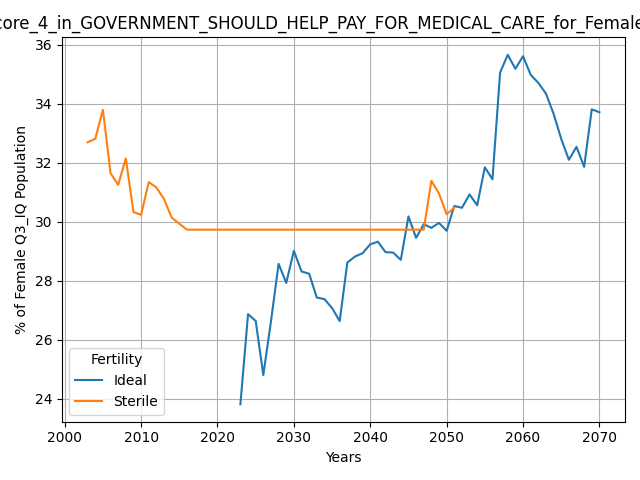 core_4_in_GOVERNMENT_SHOULD_HELP_PAY_FOR_MEDICAL_CARE_for_Female
36
34
32
30
28
26
24
% of Female Q3_IQ Population
Fertility
Ideal
Sterile
2000 2010 2020 2030 2040 2050 2060 2070
Years